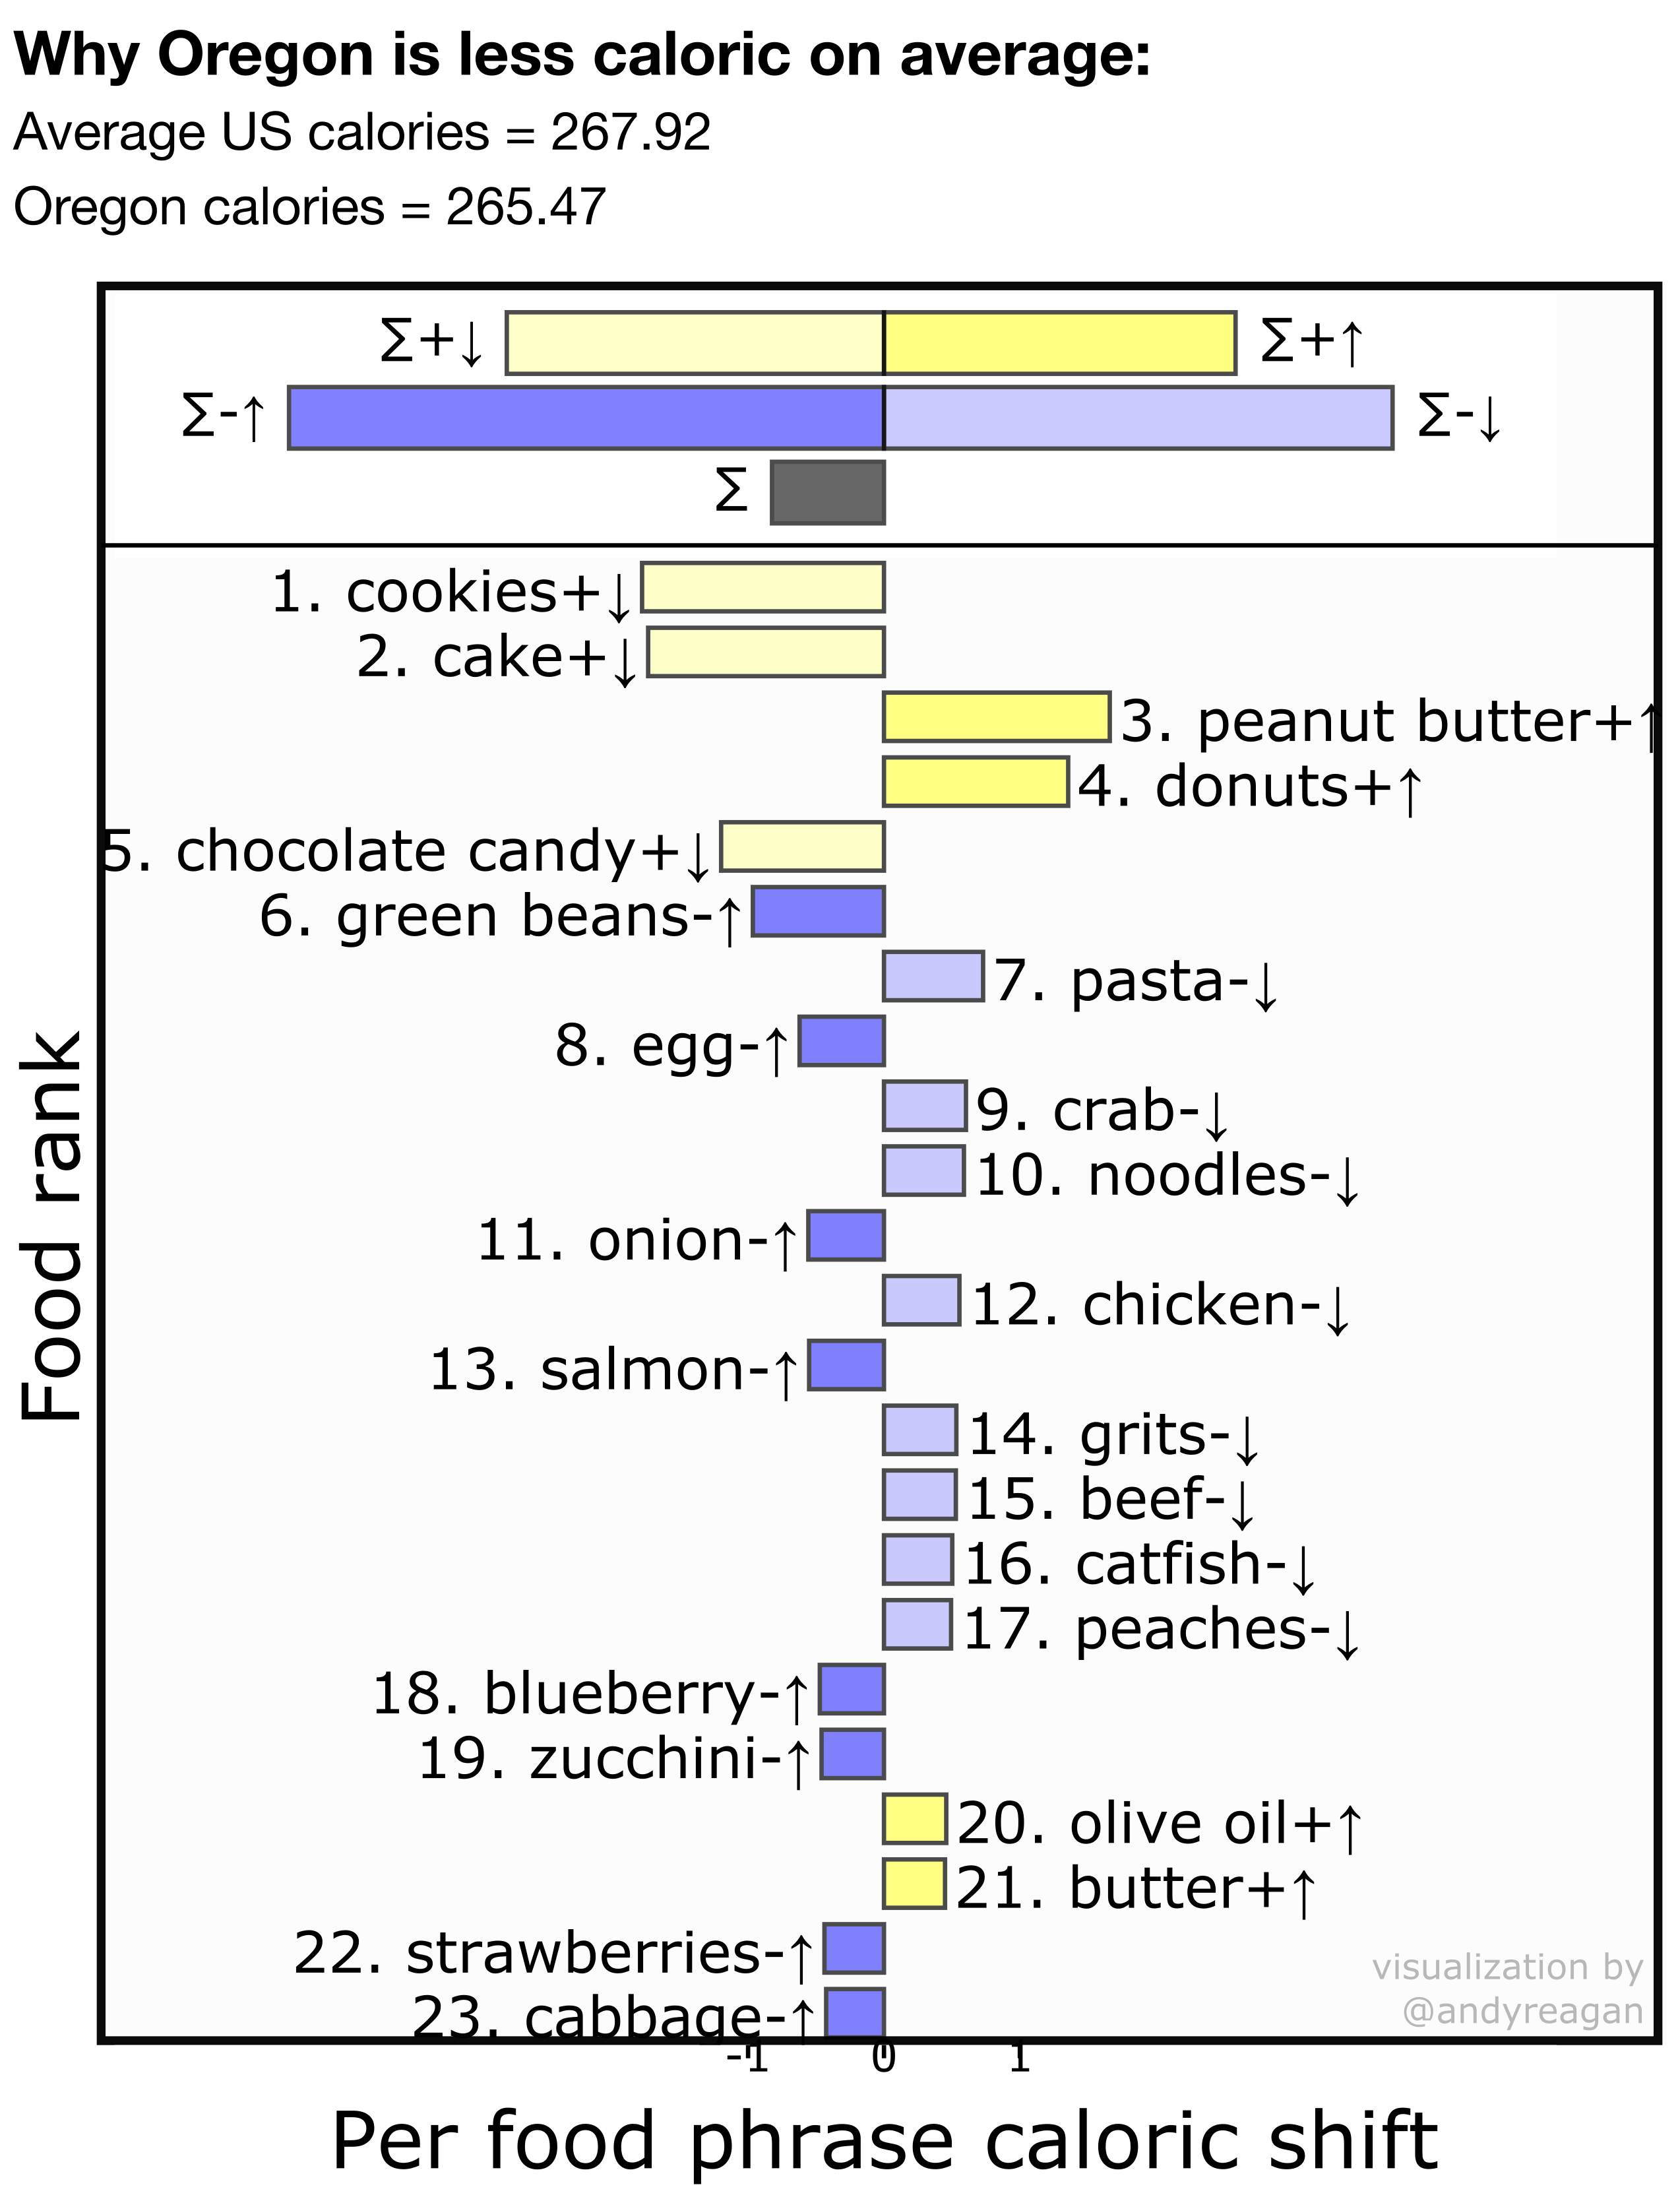 Why Oregon is less caloric on average:
Average US calories = 267.92
Oregon calories = 265.47
Σ+↓ Σ+↑
Σ-↑ Σ-↓
Σ
1. cookies+↓
2. cake+↓
3. peanut butter+↑
4. donuts+↑
5. chocolate candy+↓
6. green beans-↑
7. pasta-↓
8. egg-↑
9. crab-↓
10. noodles-↓
11. onion-↑
12. chicken-↓
13. salmon-↑
14. grits-↓
15. beef-↓
16. catfish-↓
17. peaches-↓
18. blueberry-↑
19. zucchini-↑
20. olive oil+↑
21. butter+↑
22. strawberries-↑
23. cabbage-↑
visualization by
@andyreagan
Food rank
-1 0 1
Per food phrase caloric shift